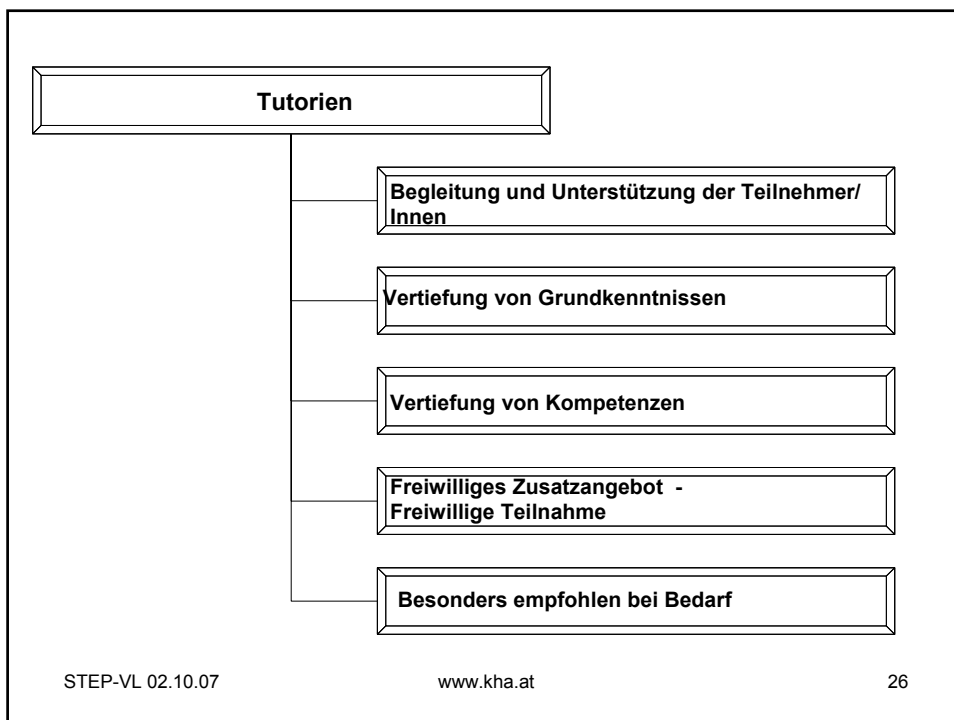 Tutorien
Begleitung und Unterstützung der Teilnehmer/
Innen
Vertiefung von Grundkenntnissen
Vertiefung von Kompetenzen
Freiwilliges Zusatzangebot -
Freiwillige Teilnahme
Besonders empfohlen bei Bedarf
STEP-VL 02.10.07 www.kha.at 26